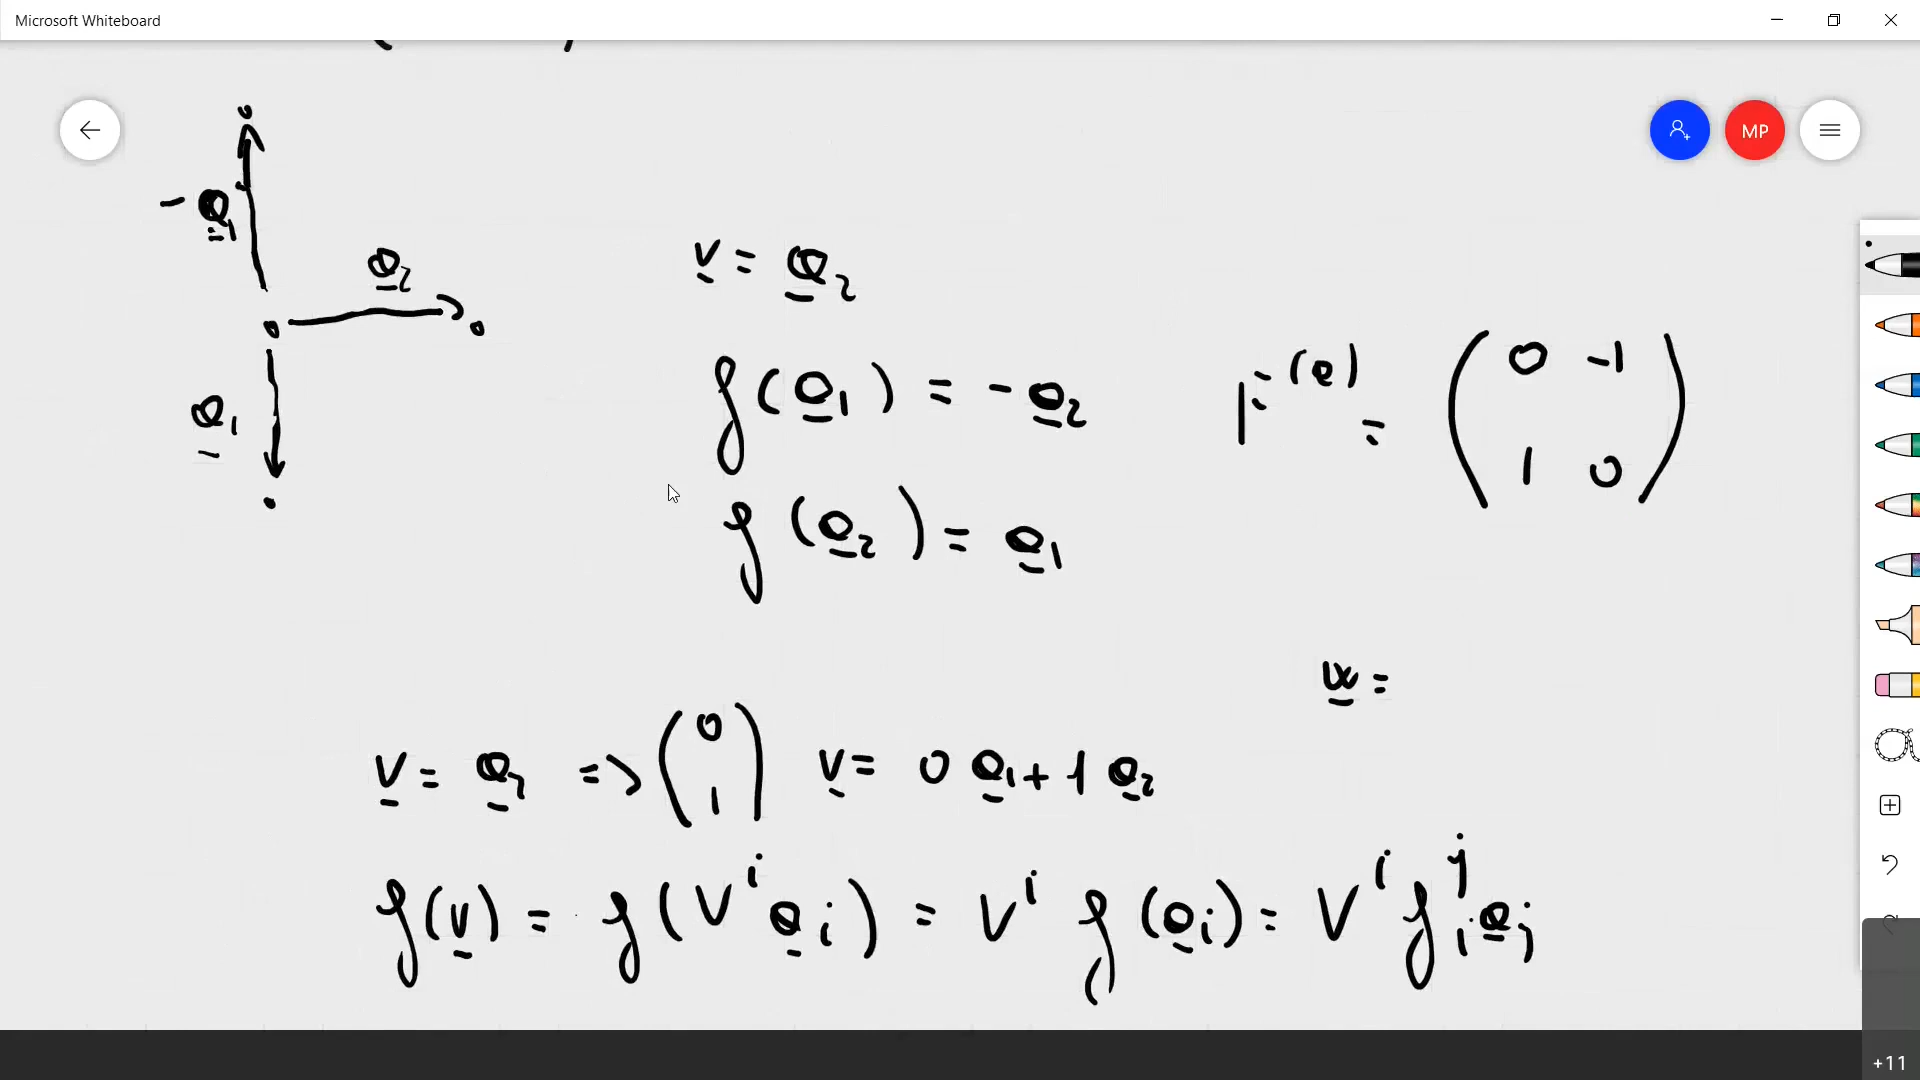 Microsoft Whiteboard
MP
- e1
e2
e1
v = e2
f(e1) = -e2
f(e2) = e1
F^(e) = ( 0 -1
1 0 )
w =
v = e2 => ( 0
1 ) v = 0 e1 + 1 e2
f(v) = f(v^i e_i) = v^i f(e_i) = v^i f^j_i e_j
+11